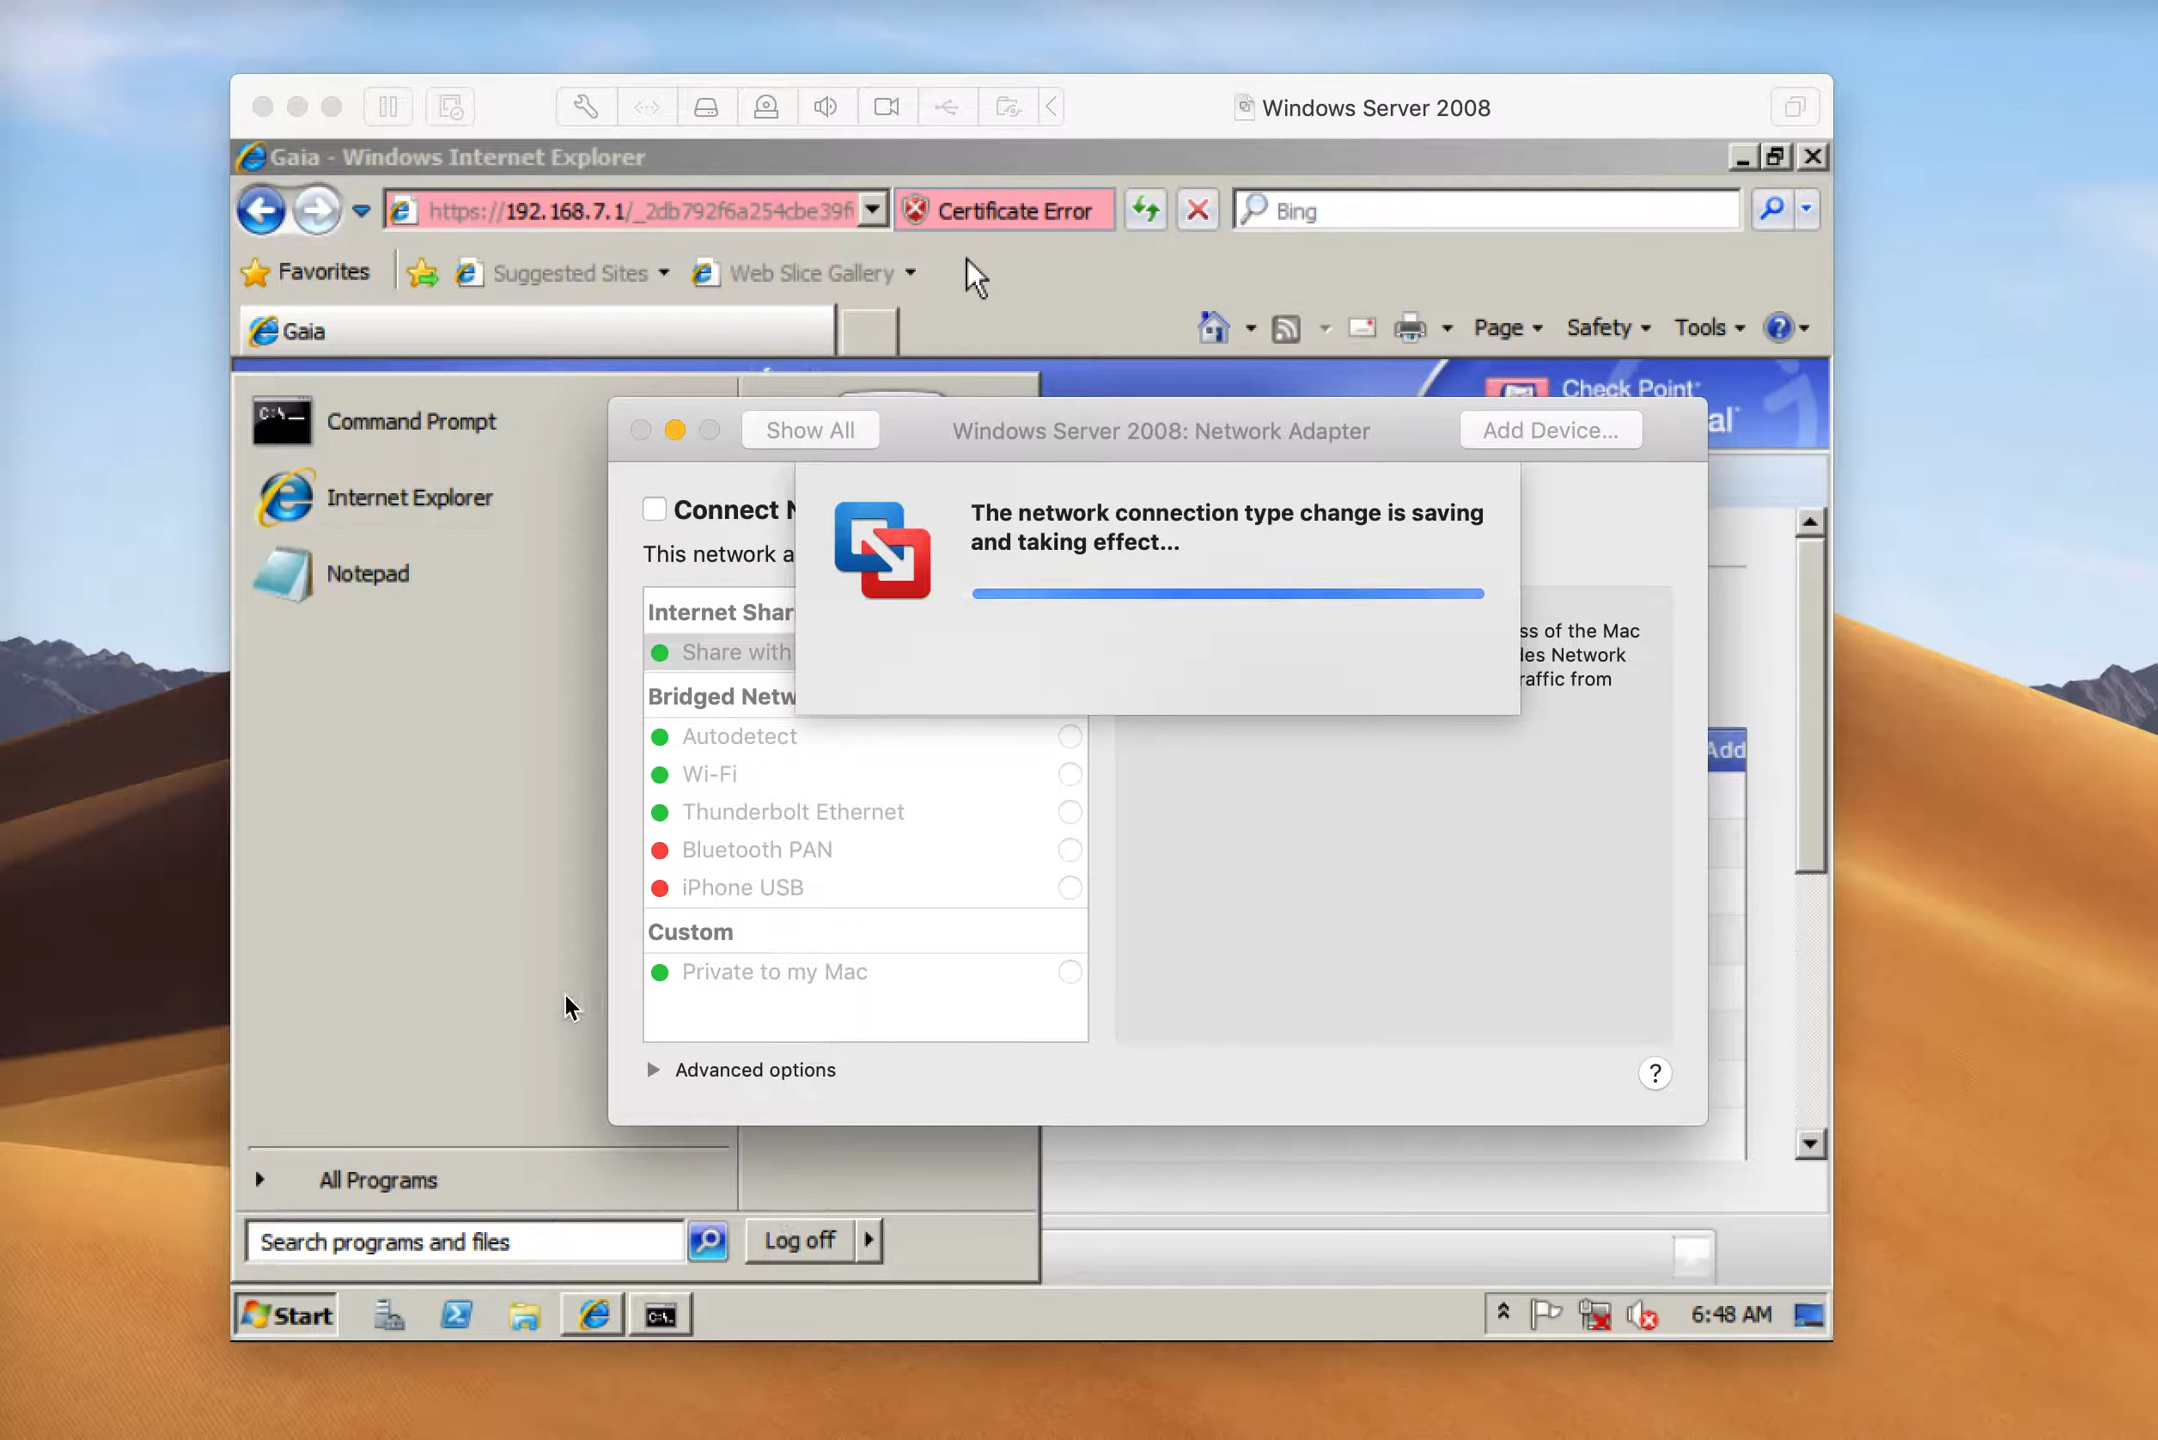 Windows Server 2008
Gaia - Windows Internet Explorer
https://192.168.7.1/_2db792f6a254cbe39f
Certificate Error
Bing
Favorites
Suggested Sites
Web Slice Gallery
Gaia
Page
Safety
Tools
Check Point
Command Prompt
Internet Explorer
Notepad
Show All
Windows Server 2008: Network Adapter
Add Device...
Connect N
This network a
The network connection type change is saving
and taking effect...
Internet Shar
Share with
Bridged Netw
Autodetect
Wi-Fi
Thunderbolt Ethernet
Bluetooth PAN
iPhone USB
Custom
Private to my Mac
ss of the Mac
des Network
raffic from
Add
Advanced options
?
All Programs
Search programs and files
Log off
Start
6:48 AM